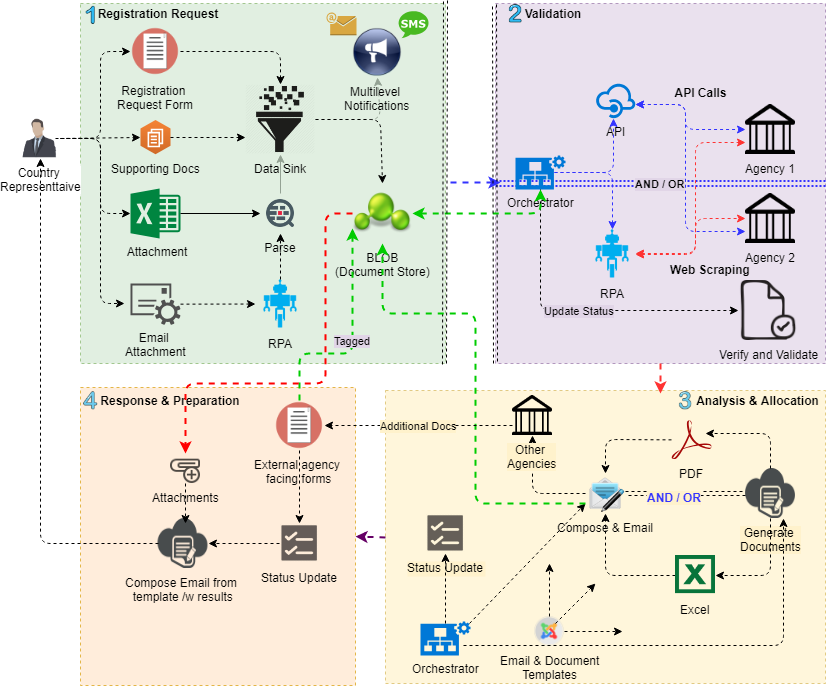 1 Registration Request
@
SMS
Registration
Request Form
Multilevel
Notifications
Country
Representtaive
Supporting Docs
Data Sink
X
Attachment
Parse
BLOB
(Document Store)
Email
Attachment
RPA
Tagged
2 Validation
API Calls
API
Agency 1
Orchestrator
AND / OR
Agency 2
RPA
Web Scraping
Update Status
Verify and Validate
3 Analysis & Allocation
Additional Docs
Other
Agencies
PDF
AND / OR
Compose & Email
Generate
Documents
Status Update
X
Excel
Orchestrator
Email & Document
Templates
4 Response & Preparation
External agency
facing forms
Attachments
Status Update
Compose Email from
template /w results